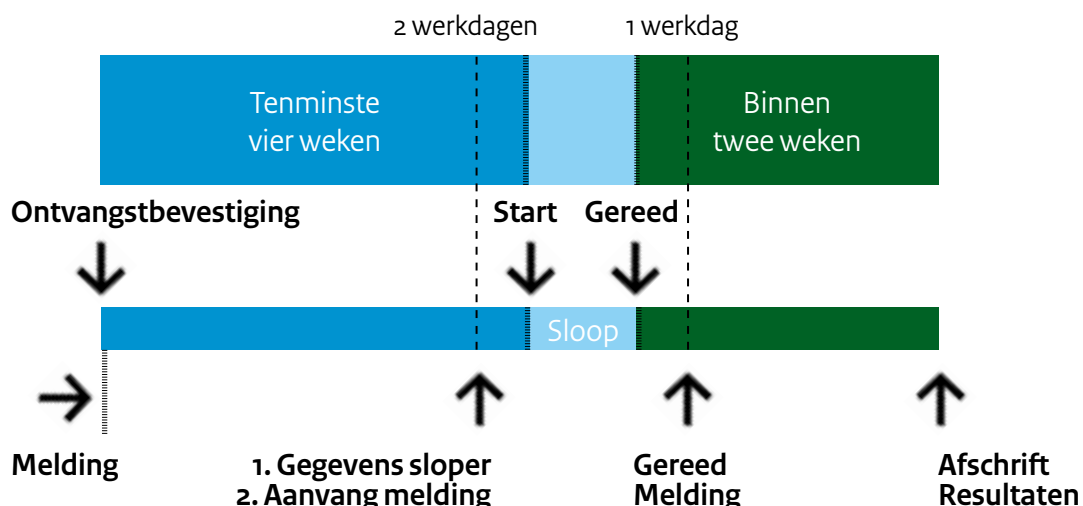 2 werkdagen
1 werkdag
Tenminste
vier weken
Binnen
twee weken
Ontvangstbevestiging
Start
Gereed
Sloop
Melding
1. Gegevens sloper
2. Aanvang melding
Gereed
Melding
Afschrift
Resultaten